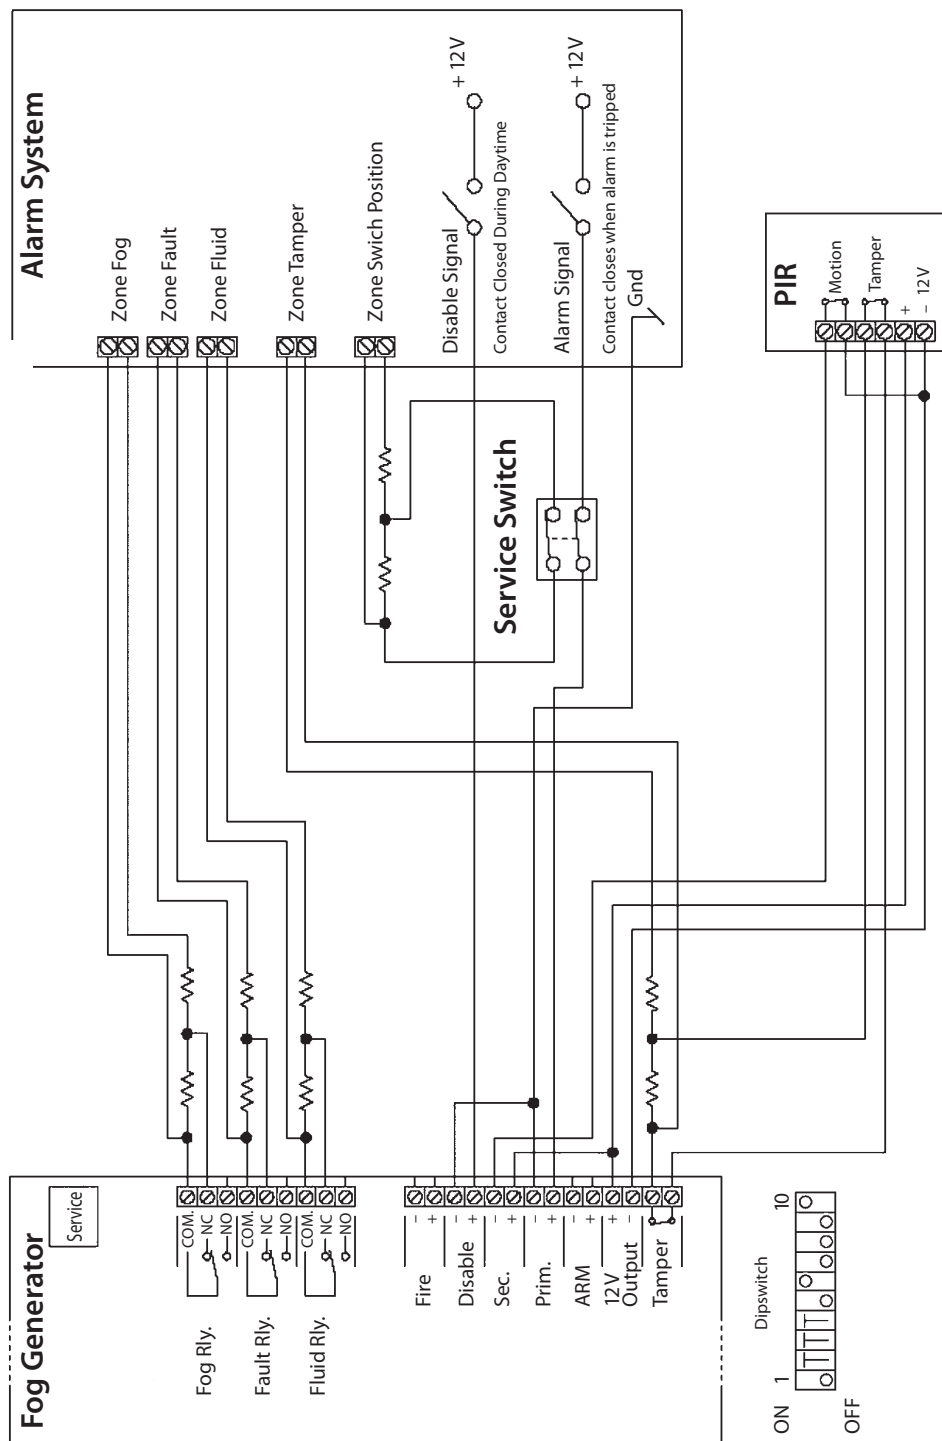 Alarm System
Zone Fog
Zone Fault
Zone Fluid
Zone Tamper
Zone Swich Position
Disable Signal
+ 12V
Contact Closed During Daytime
Alarm Signal
+ 12V
Contact closes when alarm is tripped
Gnd
Service Switch
PIR
Motion
Tamper
+
– 12V
Fog Generator
Service
COM.
NC
NO
Fog Rly.
COM.
NC
NO
Fault Rly.
COM.
NC
NO
Fluid Rly.
Fire
–
+
Disable
–
+
Sec.
–
+
Prim.
–
+
ARM
–
+
12V
Output
+
–
Tamper
Dipswitch
ON
1
10
TTT
OFF